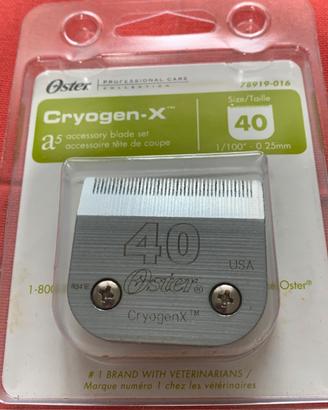 Oster PROFESSIONAL CARE
COLLECTION
78919-016
Cryogen-X™
Size/Taille
40
a5 accessory blade set
accessoire tête de coupe
1/100" - 0.25mm
40
Oster®
USA
1-800
Oster®
CryogenX™
#1 BRAND WITH VETERINARIANS /
Marque numéro 1 chez les vétérinaires